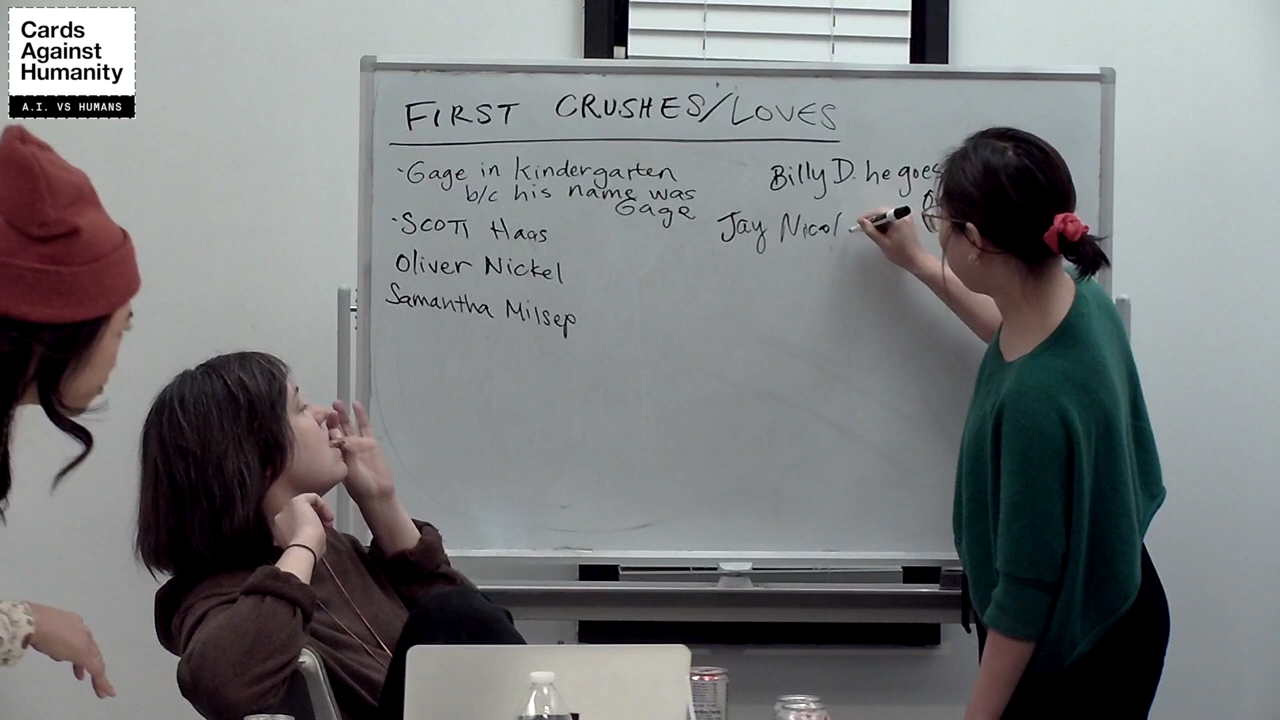 Cards
Against
Humanity
A.I. VS HUMANS
FIRST CRUSHES/LOVES
·Gage in kindergarten
b/c his name was
Gage
·SCOTT Haas
Oliver Nickel
Samantha Milsep
Billy D. he goes
Jay Nicol